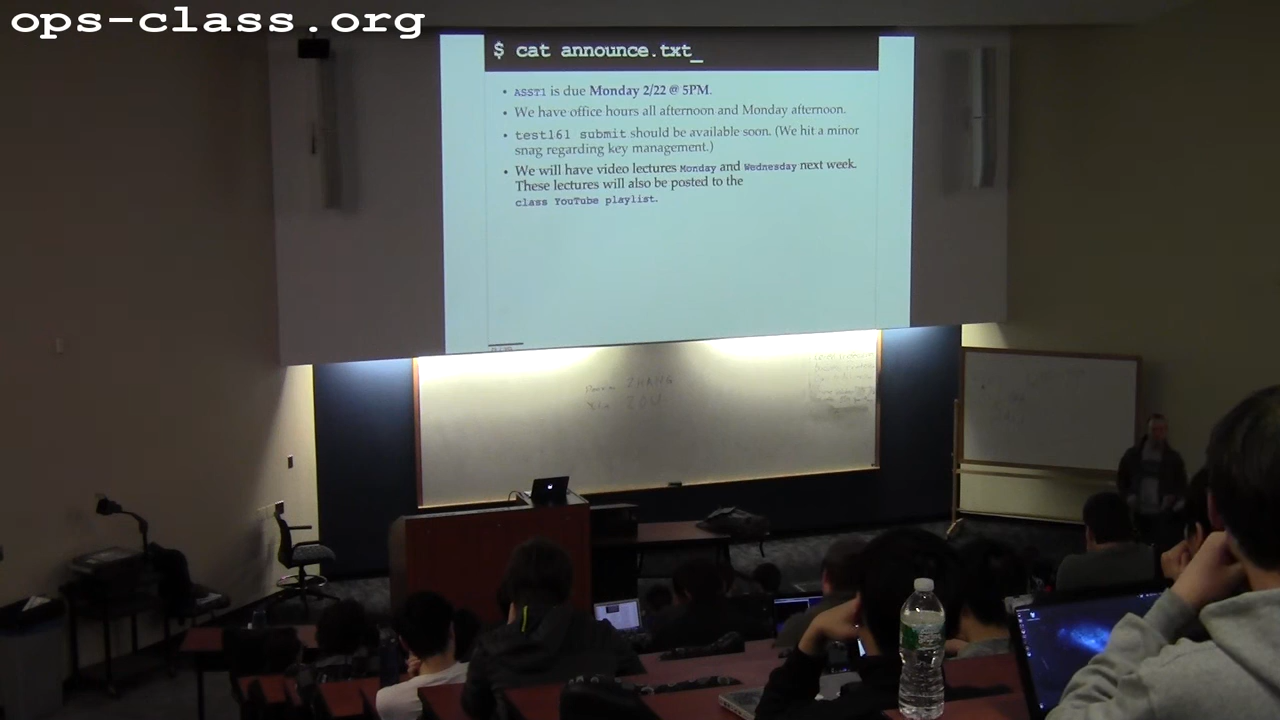 ops-class.org
$ cat announce.txt_
• ASST1 is due Monday 2/22 @ 5PM.
• We have office hours all afternoon and Monday afternoon.
• test161 submit should be available soon. (We hit a minor
snag regarding key management.)
• We will have video lectures Monday and Wednesday next week.
These lectures will also be posted to the
class YouTube playlist.
ZHANG
ZOU